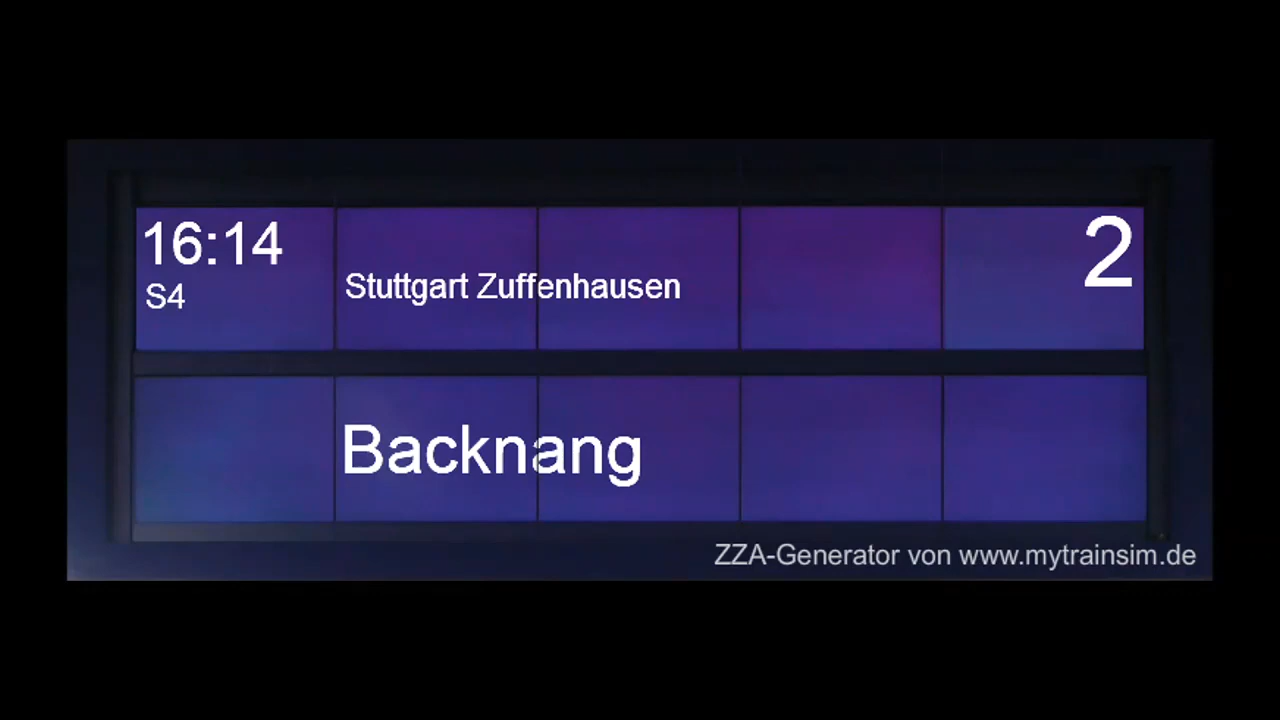 16:14
2
S4
Stuttgart Zuffenhausen
Backnang
ZZA-Generator von www.mytrainsim.de